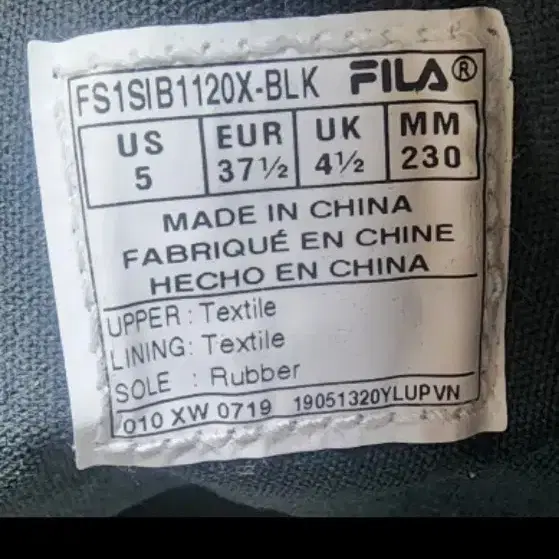 FS1SIB1120X-BLK FILA®
US EUR UK MM
5 37½ 4½ 230
MADE IN CHINA
FABRIQUÉ EN CHINE
HECHO EN CHINA
UPPER : Textile
LINING: Textile
SOLE : Rubber
010 XW 0719 19051320YLUPVN